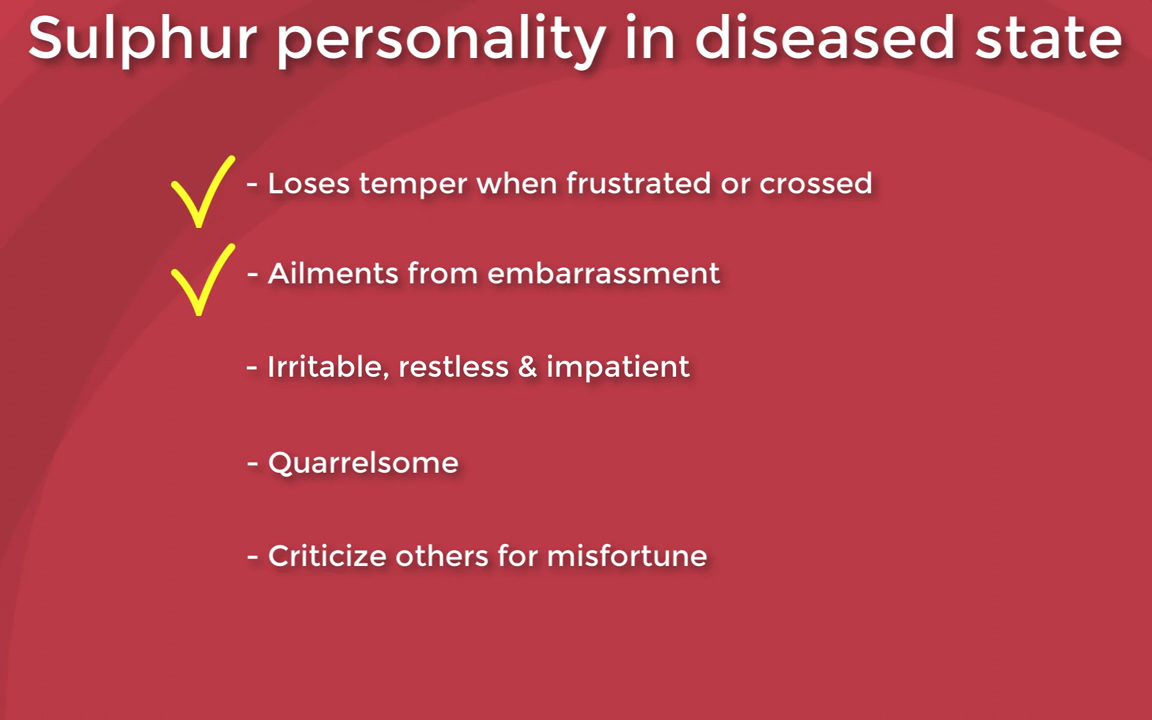 Sulphur personality in diseased state
- Loses temper when frustrated or crossed
- Ailments from embarrassment
- Irritable, restless & impatient
- Quarrelsome
- Criticize others for misfortune